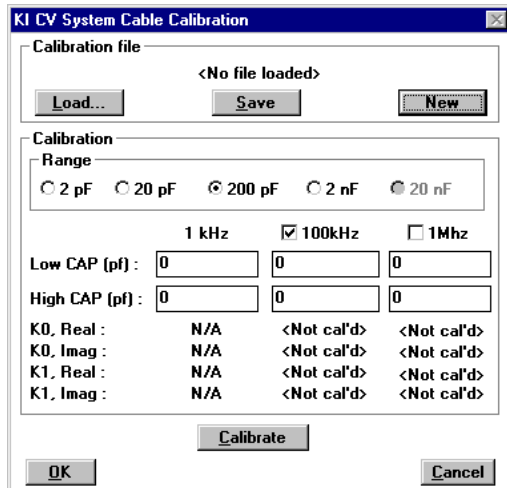 KI CV System Cable Calibration
Calibration file
<No file loaded>
Load... Save New
Calibration
Range
2 pF 20 pF 200 pF 2 nF 20 nF
1 kHz 100kHz 1Mhz
Low CAP (pf) : 0 0 0
High CAP (pf) : 0 0 0
K0, Real : N/A <Not cal'd> <Not cal'd>
K0, Imag : N/A <Not cal'd> <Not cal'd>
K1, Real : N/A <Not cal'd> <Not cal'd>
K1, Imag : N/A <Not cal'd> <Not cal'd>
Calibrate
OK Cancel